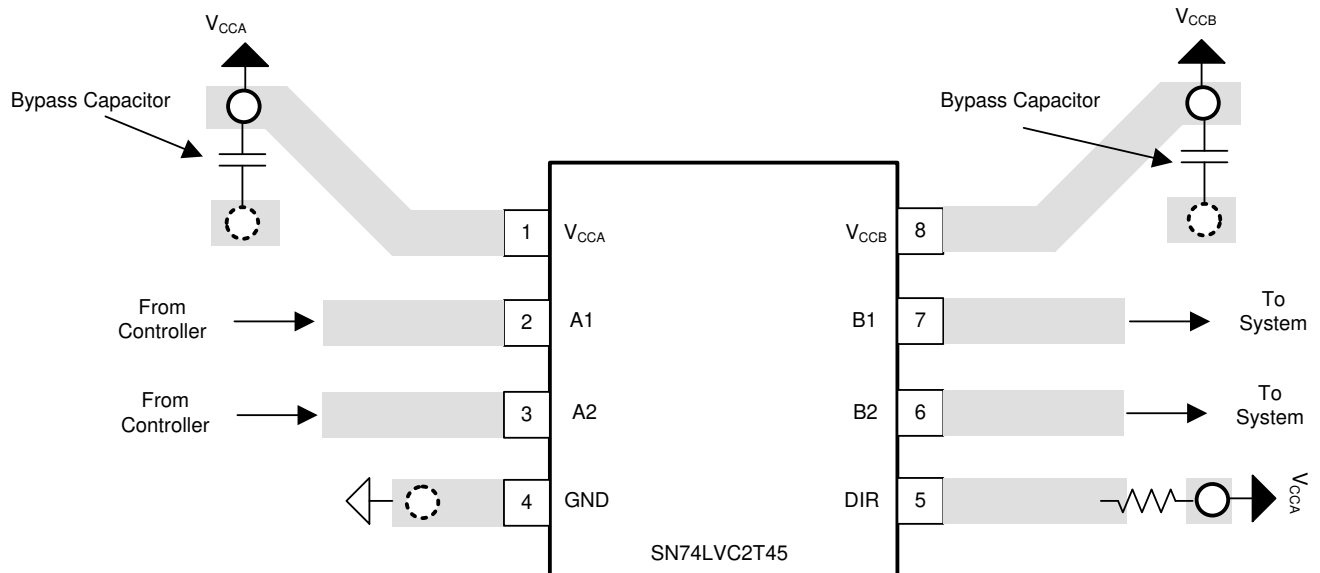 VCCA
VCCB
Bypass Capacitor
Bypass Capacitor
1
VCCA
VCCB
8
From
Controller
2
A1
B1
7
To
System
From
Controller
3
A2
B2
6
To
System
4
GND
DIR
5
VCCA
SN74LVC2T45